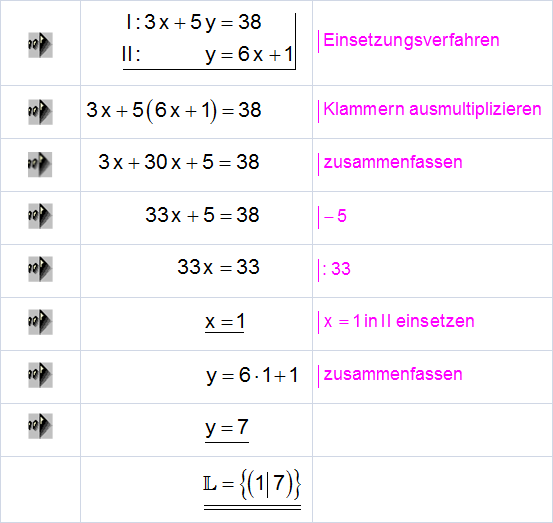 I: 3x + 5y = 38
II: y = 6x + 1 |Einsetzungsverfahren
3x + 5(6x + 1) = 38 |Klammern ausmultiplizieren
3x + 30x + 5 = 38 |zusammenfassen
33x + 5 = 38 |− 5
33x = 33 |: 33
x = 1 |x = 1 in II einsetzen
y = 6·1 + 1 |zusammenfassen
y = 7
𝕃 = {(1|7)}